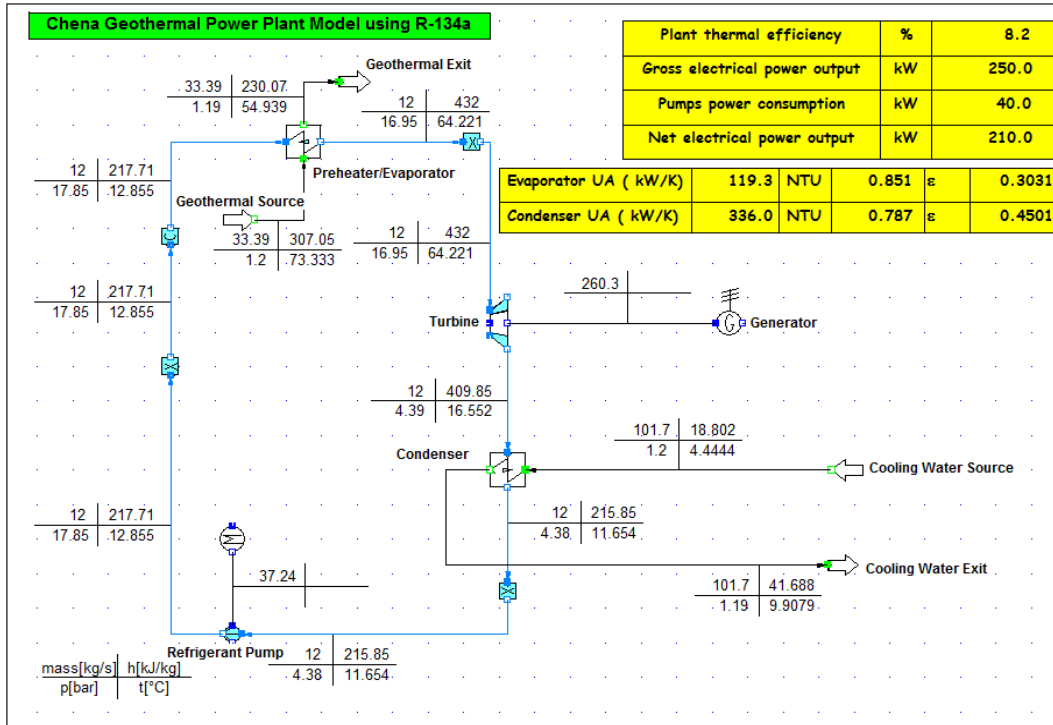 Chena Geothermal Power Plant Model using R-134a
Plant thermal efficiency % 8.2
Gross electrical power output kW 250.0
Pumps power consumption kW 40.0
Net electrical power output kW 210.0
Evaporator UA ( kW/K) 119.3 NTU 0.851 ε 0.3031
Condenser UA ( kW/K) 336.0 NTU 0.787 ε 0.4501
Geothermal Exit
33.39 230.07
1.19 54.939
12 432
16.95 64.221
Preheater/Evaporator
12 217.71
17.85 12.855
Geothermal Source
33.39 307.05
1.2 73.333
12 432
16.95 64.221
12 217.71
17.85 12.855
260.3
Turbine
G
Generator
12 409.85
4.39 16.552
101.7 18.802
1.2 4.4444
Condenser
Cooling Water Source
12 217.71
17.85 12.855
12 215.85
4.38 11.654
M
37.24
Cooling Water Exit
101.7 41.688
1.19 9.9079
Refrigerant Pump
12 215.85
4.38 11.654
mass[kg/s] h[kJ/kg]
p[bar] t[°C]